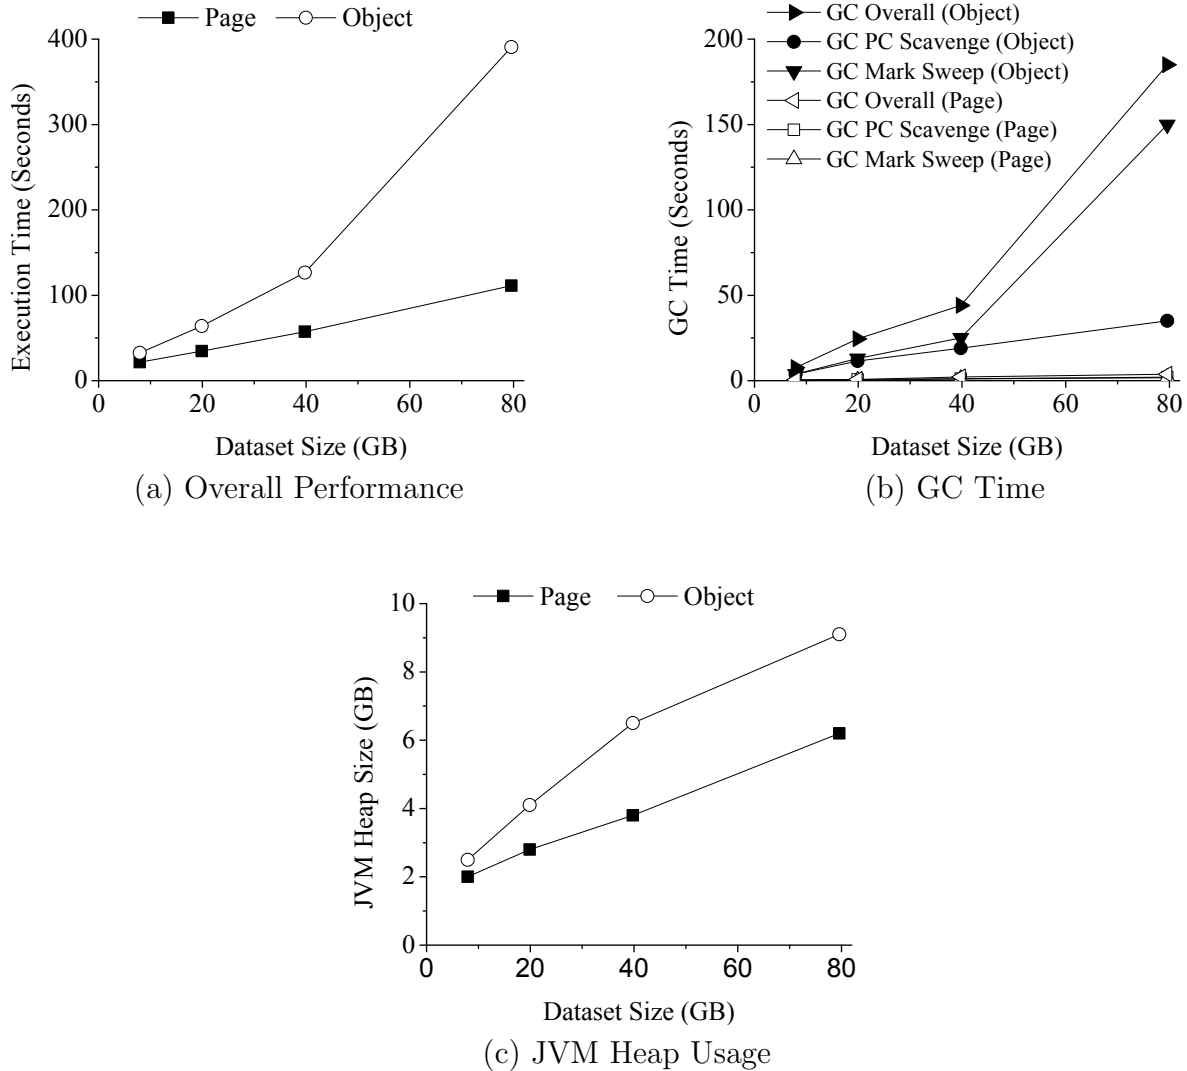 Page Object
400
300
200
100
0
0 20 40 60 80
Execution Time (Seconds)
Dataset Size (GB)
(a) Overall Performance
GC Overall (Object)
GC PC Scavenge (Object)
GC Mark Sweep (Object)
GC Overall (Page)
GC PC Scavenge (Page)
GC Mark Sweep (Page)
200
150
100
50
0
0 20 40 60 80
GC Time (Seconds)
Dataset Size (GB)
(b) GC Time
Page Object
10
8
6
4
2
0
0 20 40 60 80
JVM Heap Size (GB)
Dataset Size (GB)
(c) JVM Heap Usage